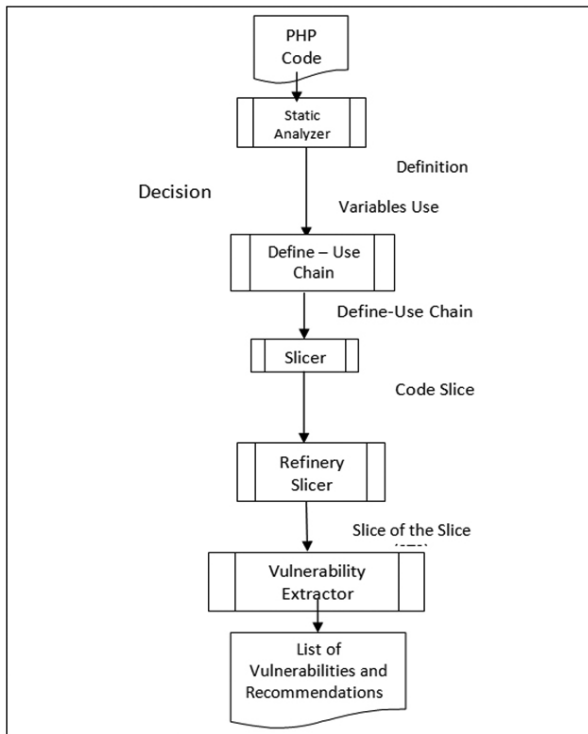 PHP
Code
Static
Analyzer
Definition
Decision
Variables Use
Define – Use
Chain
Define-Use Chain
Slicer
Code Slice
Refinery
Slicer
Slice of the Slice
Vulnerability
Extractor
List of
Vulnerabilities and
Recommendations